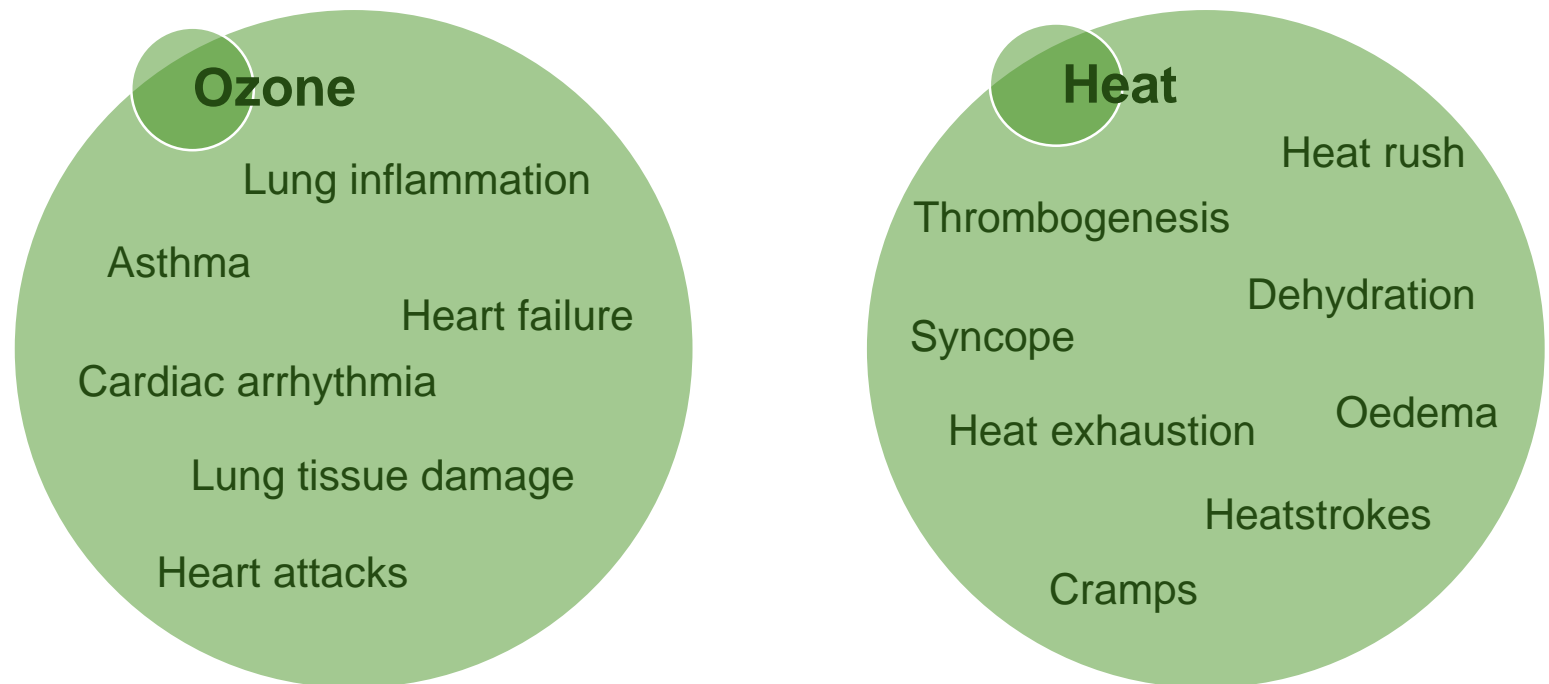 Ozone
Lung inflammation
Asthma
Heart failure
Cardiac arrhythmia
Lung tissue damage
Heart attacks
Heat
Heat rush
Thrombogenesis
Dehydration
Syncope
Oedema
Heat exhaustion
Heatstrokes
Cramps